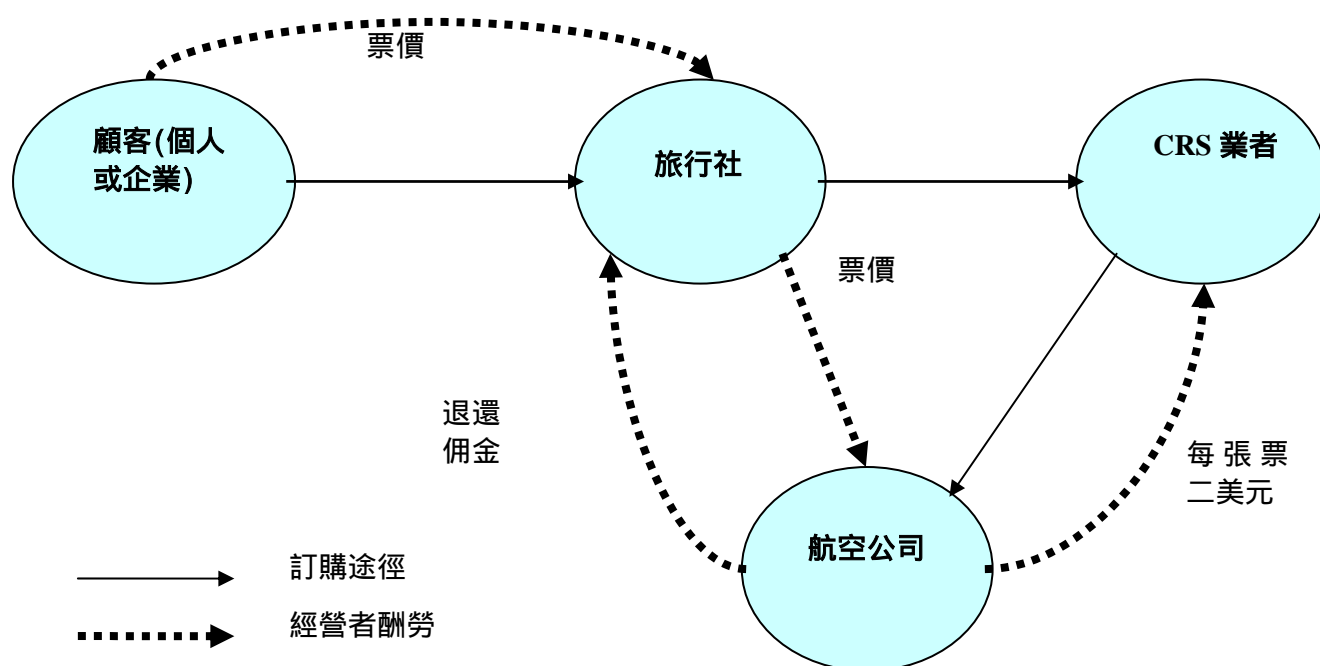 票價
顧客(個人
或企業)
旅行社
CRS 業者
票價
退還
佣金
每 張 票
二美元
航空公司
訂購途徑
經營者酬勞